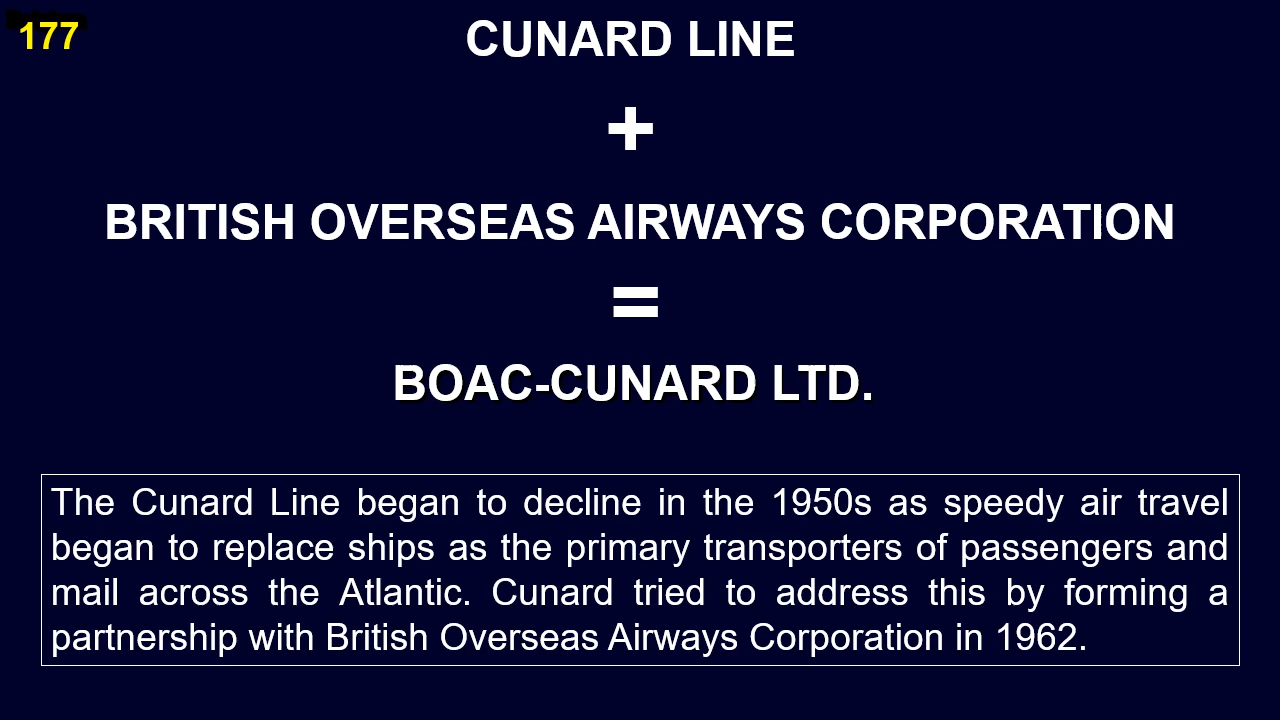 177
CUNARD LINE
+
BRITISH OVERSEAS AIRWAYS CORPORATION
=
BOAC-CUNARD LTD.
The Cunard Line began to decline in the 1950s as speedy air travel
began to replace ships as the primary transporters of passengers and
mail across the Atlantic. Cunard tried to address this by forming a
partnership with British Overseas Airways Corporation in 1962.